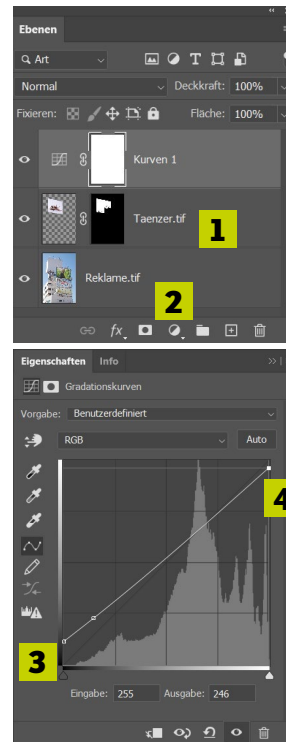 Ebenen
Art
T
Normal Deckkraft: 100%
Fixieren: Fläche: 100%
Kurven 1
Taenzer.tif 1
Reklame.tif
2
fx
Eigenschaften Info
Gradationskurven
Vorgabe: Benutzerdefiniert
RGB Auto
4
3
Eingabe: 255 Ausgabe: 246